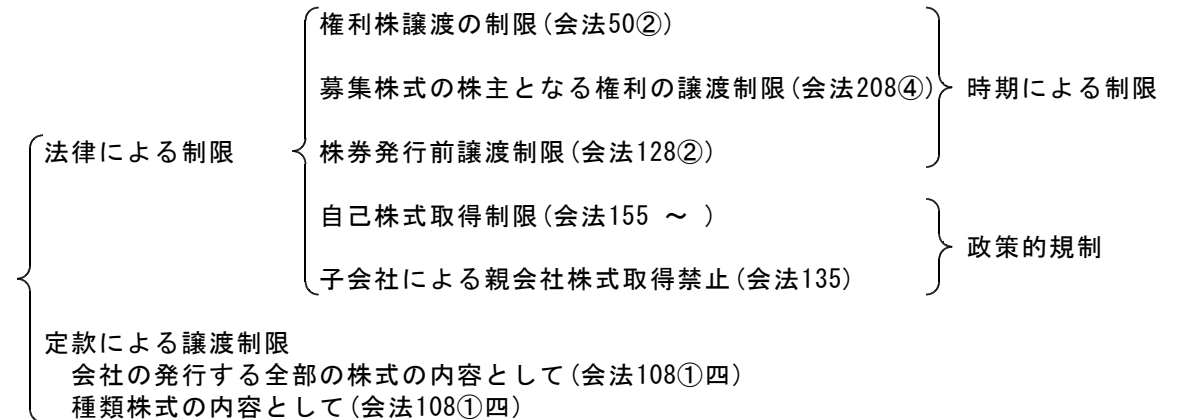 権利株譲渡の制限(会法50②)
募集株式の株主となる権利の譲渡制限(会法208④)
時期による制限
法律による制限
株券発行前譲渡制限(会法128②)
自己株式取得制限(会法155 ～ )
政策的規制
子会社による親会社株式取得禁止(会法135)
定款による譲渡制限
会社の発行する全部の株式の内容として(会法108①四)
種類株式の内容として(会法108①四)